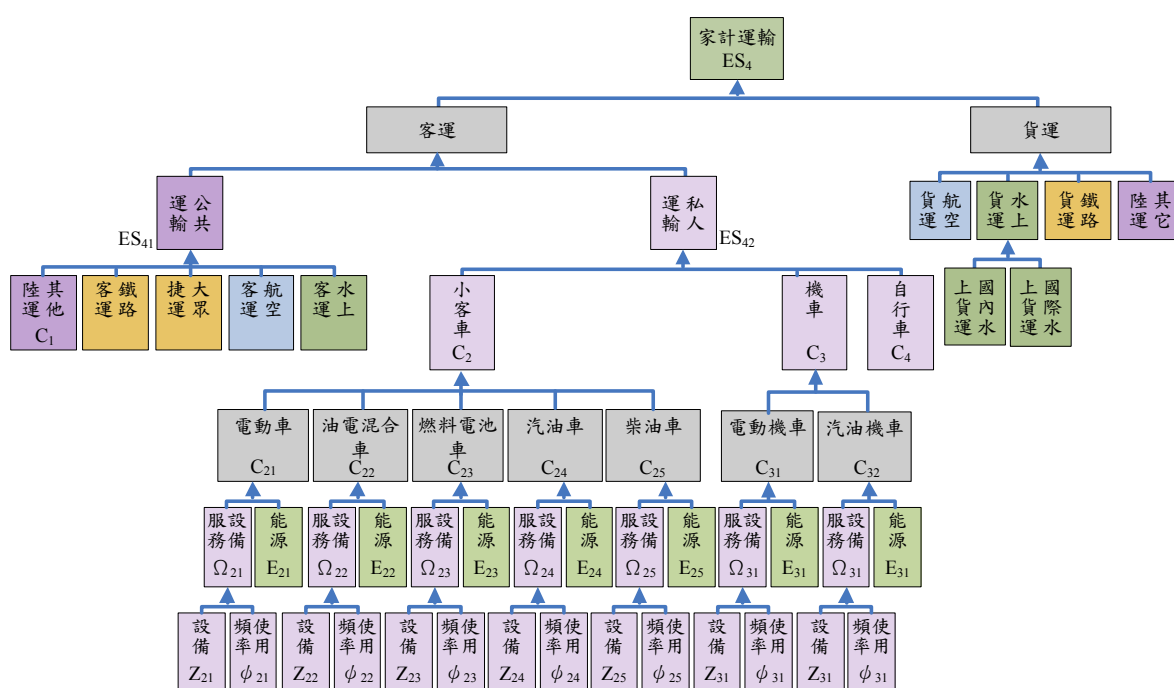 家計運輸
ES₄
客運
貨運
公共運輸
ES₄₁
私人運輸
ES₄₂
航空貨運
水上貨運
鐵路貨運
其它陸運
其他陸運
C₁
鐵路客運
大眾捷運
航空客運
水上客運
小客車
C₂
機車
C₃
自行車
C₄
國內水上貨運
國際水上貨運
電動車
C₂₁
油電混合車
C₂₂
燃料電池車
C₂₃
汽油車
C₂₄
柴油車
C₂₅
電動機車
C₃₁
汽油機車
C₃₂
設備服務
Ω₂₁
能源
E₂₁
設備服務
Ω₂₂
能源
E₂₂
設備服務
Ω₂₃
能源
E₂₃
設備服務
Ω₂₄
能源
E₂₄
設備服務
Ω₂₅
能源
E₂₅
設備服務
Ω₃₁
能源
E₃₁
設備服務
Ω₃₁
能源
E₃₁
設備
Z₂₁
使用頻率
ϕ₂₁
設備
Z₂₂
使用頻率
ϕ₂₂
設備
Z₂₃
使用頻率
ϕ₂₃
設備
Z₂₄
使用頻率
ϕ₂₄
設備
Z₂₅
使用頻率
ϕ₂₅
設備
Z₃₁
使用頻率
ϕ₃₁
設備
Z₃₁
使用頻率
ϕ₃₁